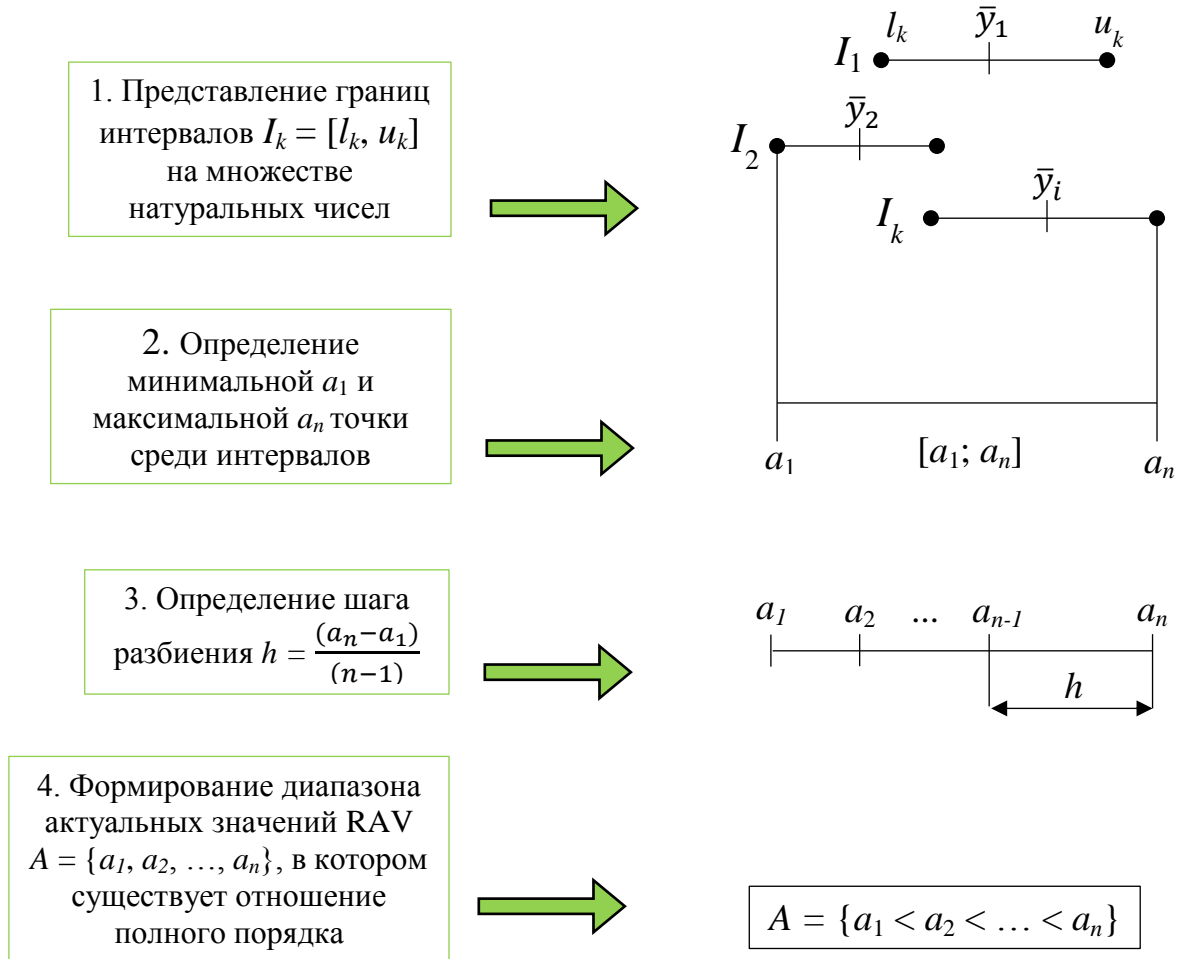 1. Представление границ
интервалов I_k = [l_k, u_k]
на множестве
натуральных чисел
l_k ȳ_1 u_k
I_1
ȳ_2
I_2
ȳ_i
I_k
2. Определение
минимальной a_1 и
максимальной a_n точки
среди интервалов
a_1 [a_1; a_n] a_n
3. Определение шага
разбиения h = (a_n−a_1)/(n−1)
a_1 a_2 ... a_{n-1} a_n
h
4. Формирование диапазона
актуальных значений RAV
A = {a_1, a_2, …, a_n}, в котором
существует отношение
полного порядка
A = {a_1 < a_2 < … < a_n}